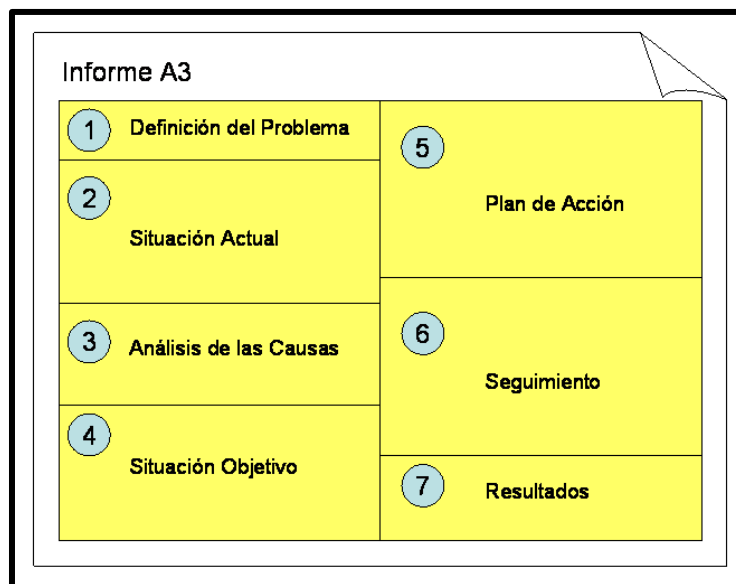 Informe A3
1 Definición del Problema
2
Situación Actual
3 Análisis de las Causas
4
Situación Objetivo
5
Plan de Acción
6
Seguimiento
7 Resultados